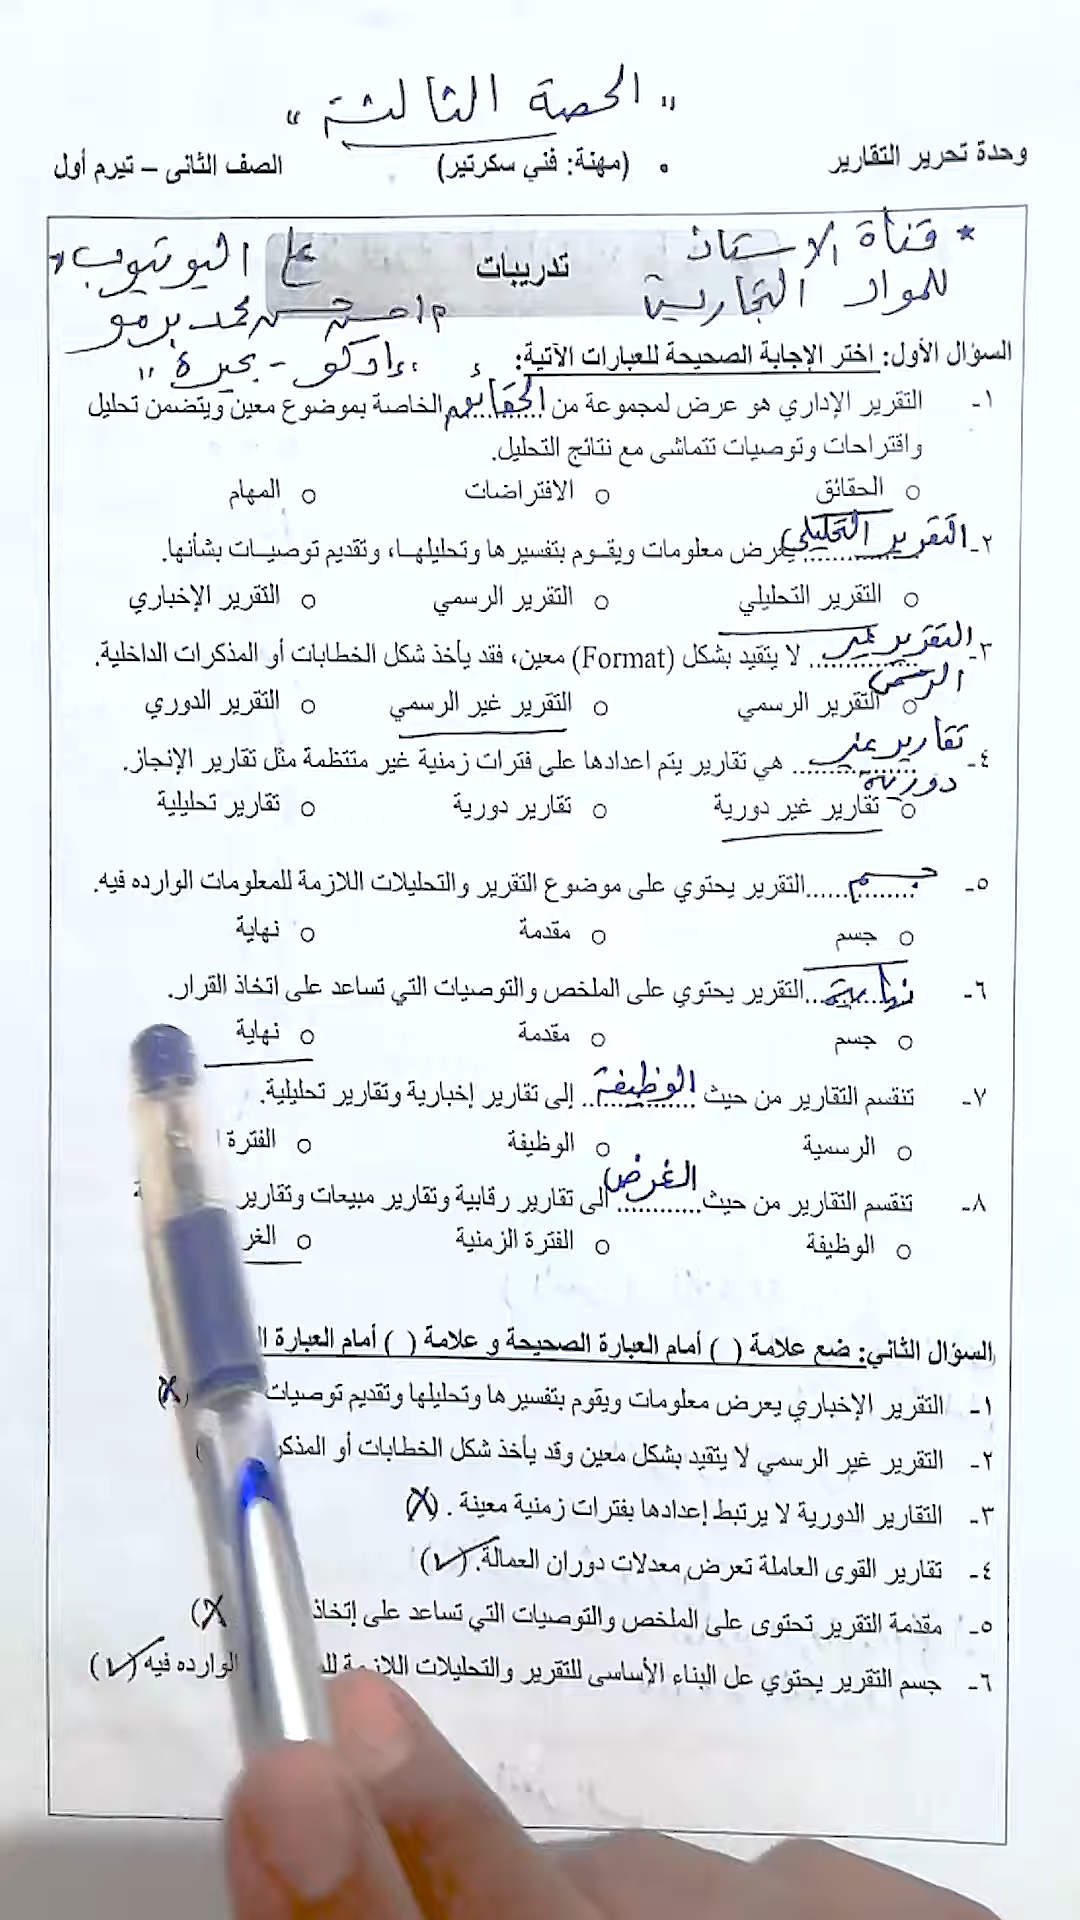 " الحصة الثالثة "
وحدة تحرير التقارير (مهنة: فني سكرتير) الصف الثانى – تيرم أول
* قناة الاستاذ على اليوتيوب *
تدريبات
للمواد التجارية م/حسن حسن محمد برمو
،،إدكو - بحيرة"
السؤال الأول: اختر الإجابة الصحيحة للعبارات الآتية:
١- التقرير الإداري هو عرض لمجموعة من الحقائق الخاصة بموضوع معين ويتضمن تحليل
واقتراحات وتوصيات تتماشى مع نتائج التحليل.
○ الحقائق ○ الافتراضات ○ المهام
٢- التقرير التحليلي يعرض معلومات ويقوم بتفسيرها وتحليلها، وتقديم توصيات بشأنها.
○ التقرير التحليلي ○ التقرير الرسمي ○ التقرير الإخباري
٣- التقرير غير الرسمى لا يتقيد بشكل (Format) معين، فقد يأخذ شكل الخطابات أو المذكرات الداخلية.
○ التقرير الرسمي ○ التقرير غير الرسمي ○ التقرير الدوري
٤- تقارير غير دورية هي تقارير يتم اعدادها على فترات زمنية غير منتظمة مثل تقارير الإنجاز.
○ تقارير غير دورية ○ تقارير دورية ○ تقارير تحليلية
٥- جسم التقرير يحتوي على موضوع التقرير والتحليلات اللازمة للمعلومات الوارده فيه.
○ جسم ○ مقدمة ○ نهاية
٦- نهاية التقرير يحتوي على الملخص والتوصيات التي تساعد على اتخاذ القرار.
○ جسم ○ مقدمة ○ نهاية
٧- تنقسم التقارير من حيث الوظيفة إلى تقارير إخبارية وتقارير تحليلية.
○ الرسمية ○ الوظيفة ○ الفترة
٨- تنقسم التقارير من حيث الغرض الى تقارير رقابية وتقارير مبيعات وتقارير
○ الوظيفة ○ الفترة الزمنية ○ الغر
السؤال الثاني: ضع علامة ( ) أمام العبارة الصحيحة و علامة ( ) أمام العبارة
١- التقرير الإخباري يعرض معلومات ويقوم بتفسيرها وتحليلها وتقديم توصيات (X)
٢- التقرير غير الرسمي لا يتقيد بشكل معين وقد يأخذ شكل الخطابات أو المذكر
٣- التقارير الدورية لا يرتبط إعدادها بفترات زمنية معينة . (X)
٤- تقارير القوى العاملة تعرض معدلات دوران العمالة. (✓)
٥- مقدمة التقرير تحتوى على الملخص والتوصيات التي تساعد على إتخاذ (X)
٦- جسم التقرير يحتوي عل البناء الأساسى للتقرير والتحليلات اللازمة الوارده فيه (✓)